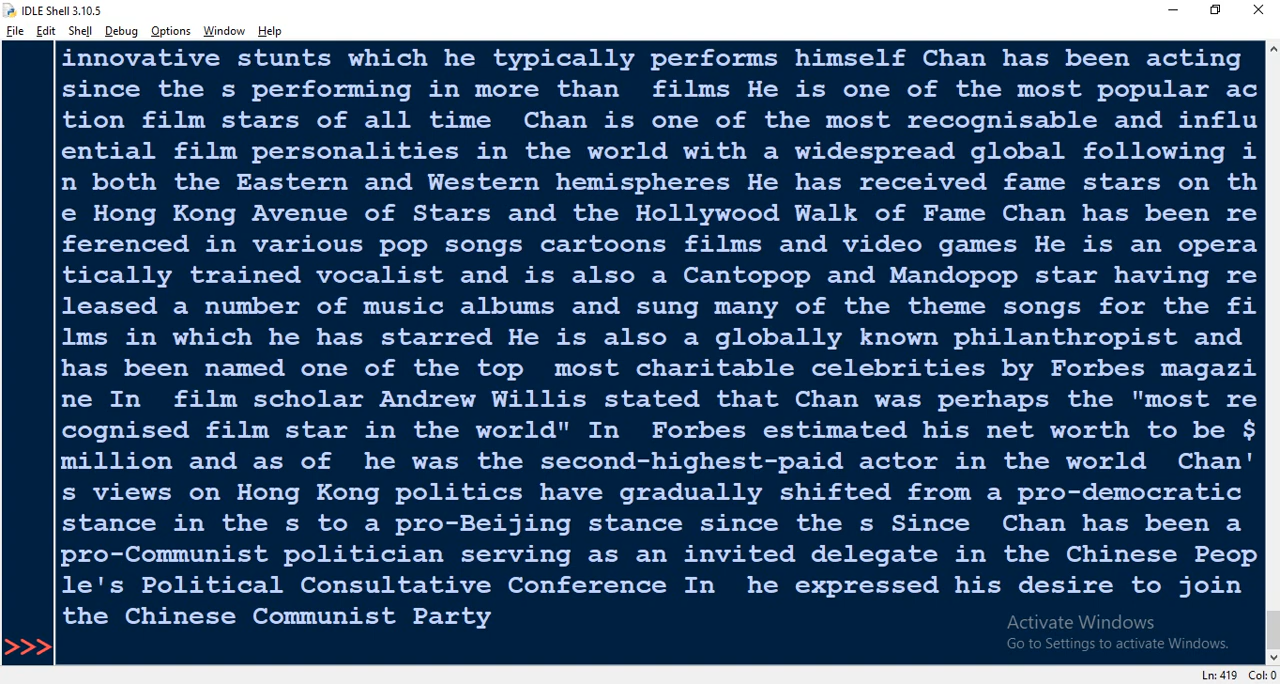 IDLE Shell 3.10.5
File Edit Shell Debug Options Window Help
innovative stunts which he typically performs himself Chan has been acting
since the s performing in more than  films He is one of the most popular ac
tion film stars of all time  Chan is one of the most recognisable and influ
ential film personalities in the world with a widespread global following i
n both the Eastern and Western hemispheres He has received fame stars on th
e Hong Kong Avenue of Stars and the Hollywood Walk of Fame Chan has been re
ferenced in various pop songs cartoons films and video games He is an opera
tically trained vocalist and is also a Cantopop and Mandopop star having re
leased a number of music albums and sung many of the theme songs for the fi
lms in which he has starred He is also a globally known philanthropist and
has been named one of the top  most charitable celebrities by Forbes magazi
ne In  film scholar Andrew Willis stated that Chan was perhaps the "most re
cognised film star in the world" In  Forbes estimated his net worth to be $
million and as of  he was the second-highest-paid actor in the world  Chan'
s views on Hong Kong politics have gradually shifted from a pro-democratic
stance in the s to a pro-Beijing stance since the s Since  Chan has been a
pro-Communist politician serving as an invited delegate in the Chinese Peop
le's Political Consultative Conference In  he expressed his desire to join
the Chinese Communist Party
Activate Windows
Go to Settings to activate Windows.
>>>
Ln: 419 Col: 0